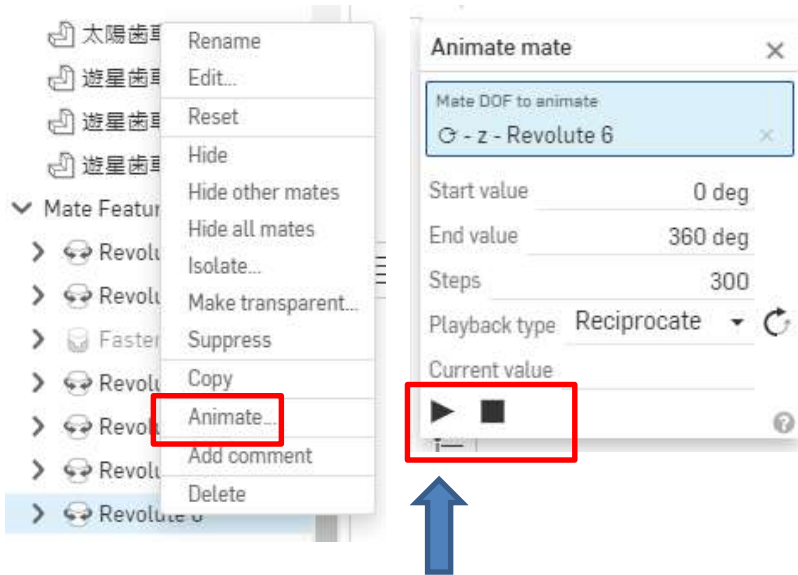 太陽歯車
遊星歯車
遊星歯車
遊星歯車
Mate Featur
Revolu
Revolu
Faster
Revolu
Revolu
Revolu
Revolute 6
Rename
Edit...
Reset
Hide
Hide other mates
Hide all mates
Isolate...
Make transparent...
Suppress
Copy
Animate...
Add comment
Delete
Animate mate
Mate DOF to animate
- z - Revolute 6
Start value 0 deg
End value 360 deg
Steps 300
Playback type Reciprocate
Current value